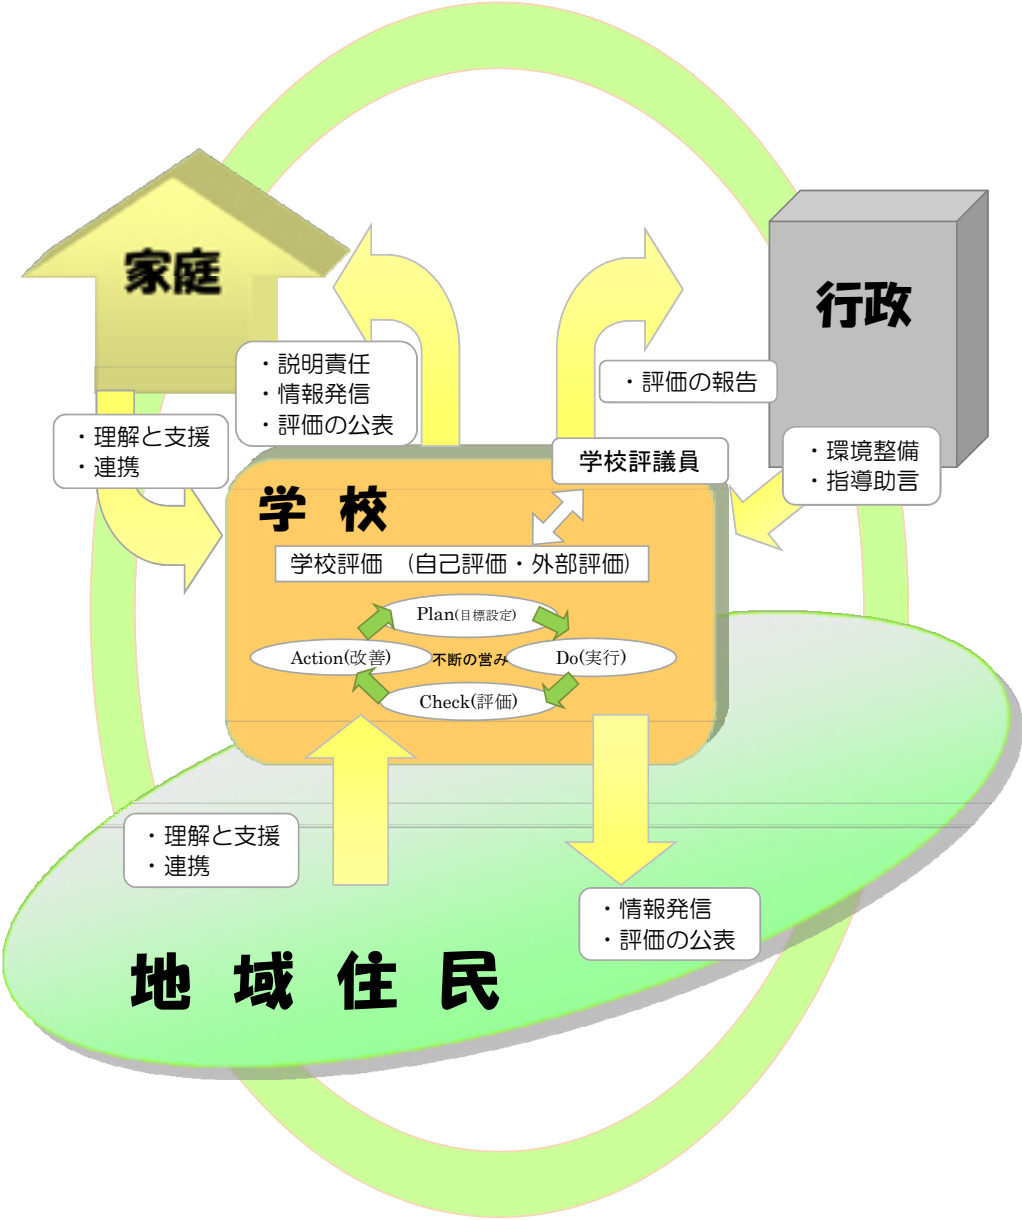 家庭
行政
・説明責任
・情報発信
・評価の公表
・評価の報告
・理解と支援
・連携
・環境整備
・指導助言
学校評議員
学校
学校評価 (自己評価・外部評価)
Plan(目標設定)
Action(改善)
不断の営み
Do(実行)
Check(評価)
・理解と支援
・連携
・情報発信
・評価の公表
地域住民